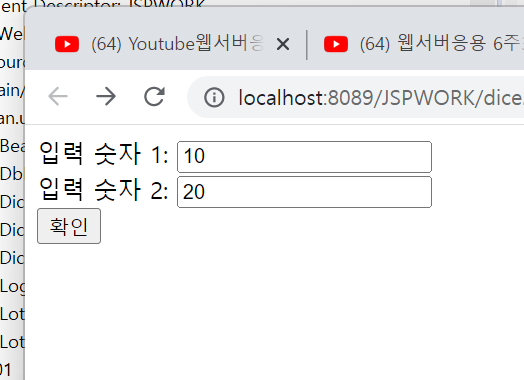 ent Descriptor: JSPWORK
(64) Youtube웹서버응
(64) 웹서버응용 6주
localhost:8089/JSPWORK/dice
입력 숫자 1: 10
입력 숫자 2: 20
확인
Wel
ourc
ain/
an.u
Bea
Db
Dic
Dic
Dic
Log
Lot
Lot
01